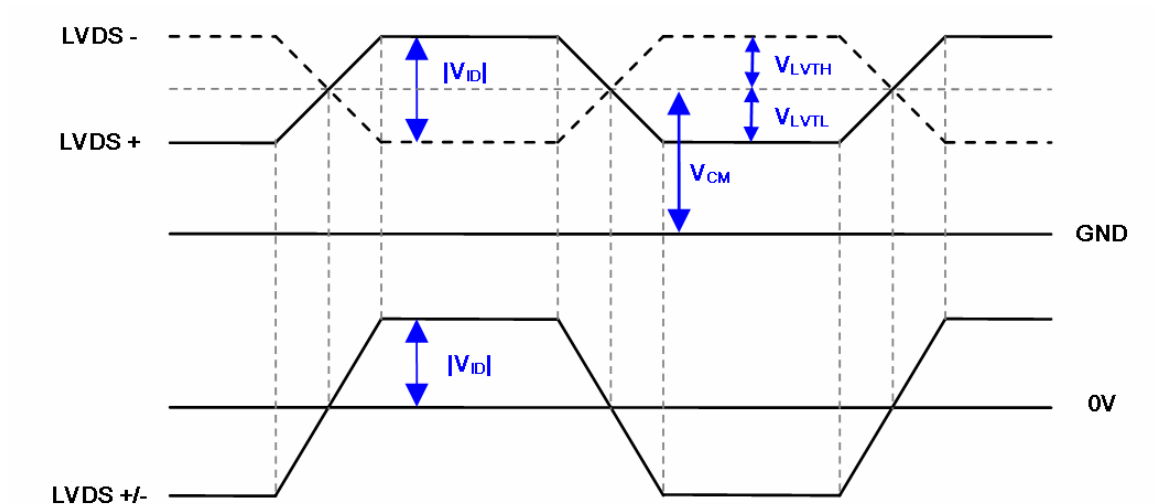 LVDS -
|VID|
VLVTH
VLVTL
LVDS +
VCM
GND
|VID|
0V
LVDS +/-